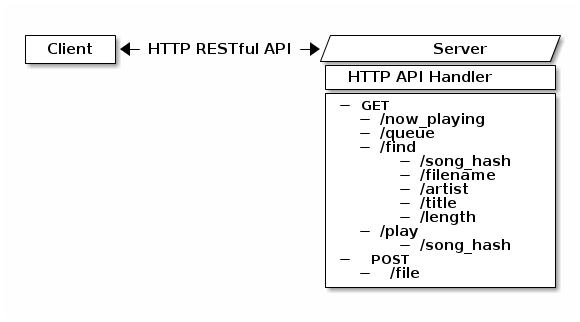 Client
HTTP RESTful API
Server
HTTP API Handler
— GET
— /now_playing
— /queue
— /find
— /song_hash
— /filename
— /artist
— /title
— /length
— /play
— /song_hash
— POST
— /file